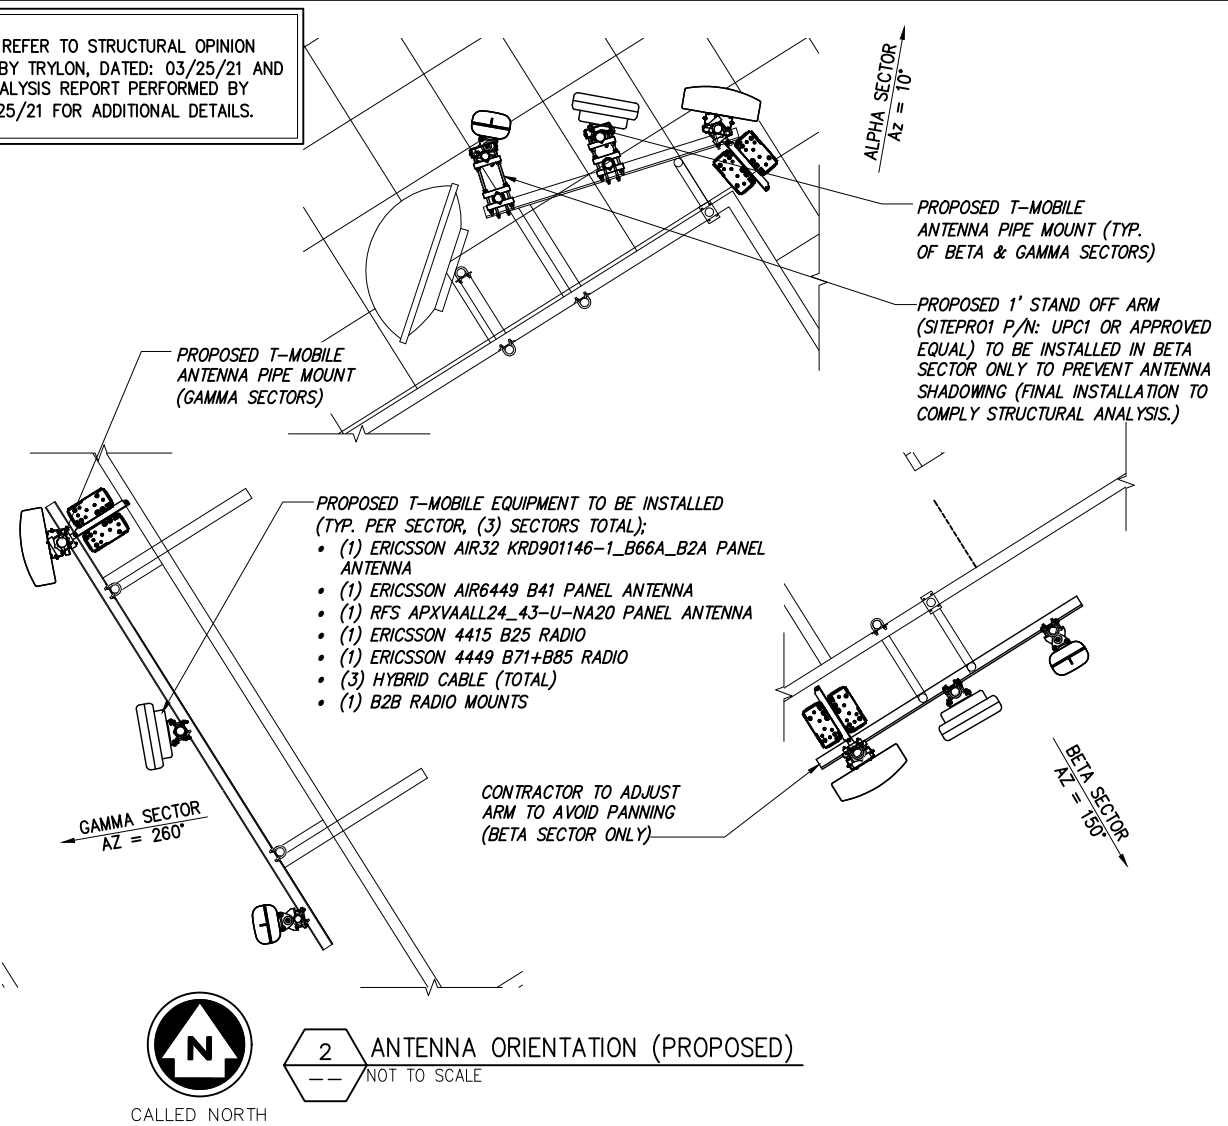 REFER TO STRUCTURAL OPINION
BY TRYLON, DATED: 03/25/21 AND
ALYSIS REPORT PERFORMED BY
25/21 FOR ADDITIONAL DETAILS.
ALPHA SECTOR
AZ = 10°
PROPOSED T-MOBILE
ANTENNA PIPE MOUNT (TYP.
OF BETA & GAMMA SECTORS)
PROPOSED 1' STAND OFF ARM
(SITEPRO1 P/N: UPC1 OR APPROVED
EQUAL) TO BE INSTALLED IN BETA
SECTOR ONLY TO PREVENT ANTENNA
SHADOWING (FINAL INSTALLATION TO
COMPLY STRUCTURAL ANALYSIS.)
PROPOSED T-MOBILE
ANTENNA PIPE MOUNT
(GAMMA SECTORS)
PROPOSED T-MOBILE EQUIPMENT TO BE INSTALLED
(TYP. PER SECTOR, (3) SECTORS TOTAL);
• (1) ERICSSON AIR32 KRD901146-1_B66A_B2A PANEL
ANTENNA
• (1) ERICSSON AIR6449 B41 PANEL ANTENNA
• (1) RFS APXVAALL24_43-U-NA20 PANEL ANTENNA
• (1) ERICSSON 4415 B25 RADIO
• (1) ERICSSON 4449 B71+B85 RADIO
• (3) HYBRID CABLE (TOTAL)
• (1) B2B RADIO MOUNTS
CONTRACTOR TO ADJUST
ARM TO AVOID PANNING
(BETA SECTOR ONLY)
BETA SECTOR
AZ = 150°
GAMMA SECTOR
AZ = 260°
N
CALLED NORTH
2
--
ANTENNA ORIENTATION (PROPOSED)
NOT TO SCALE